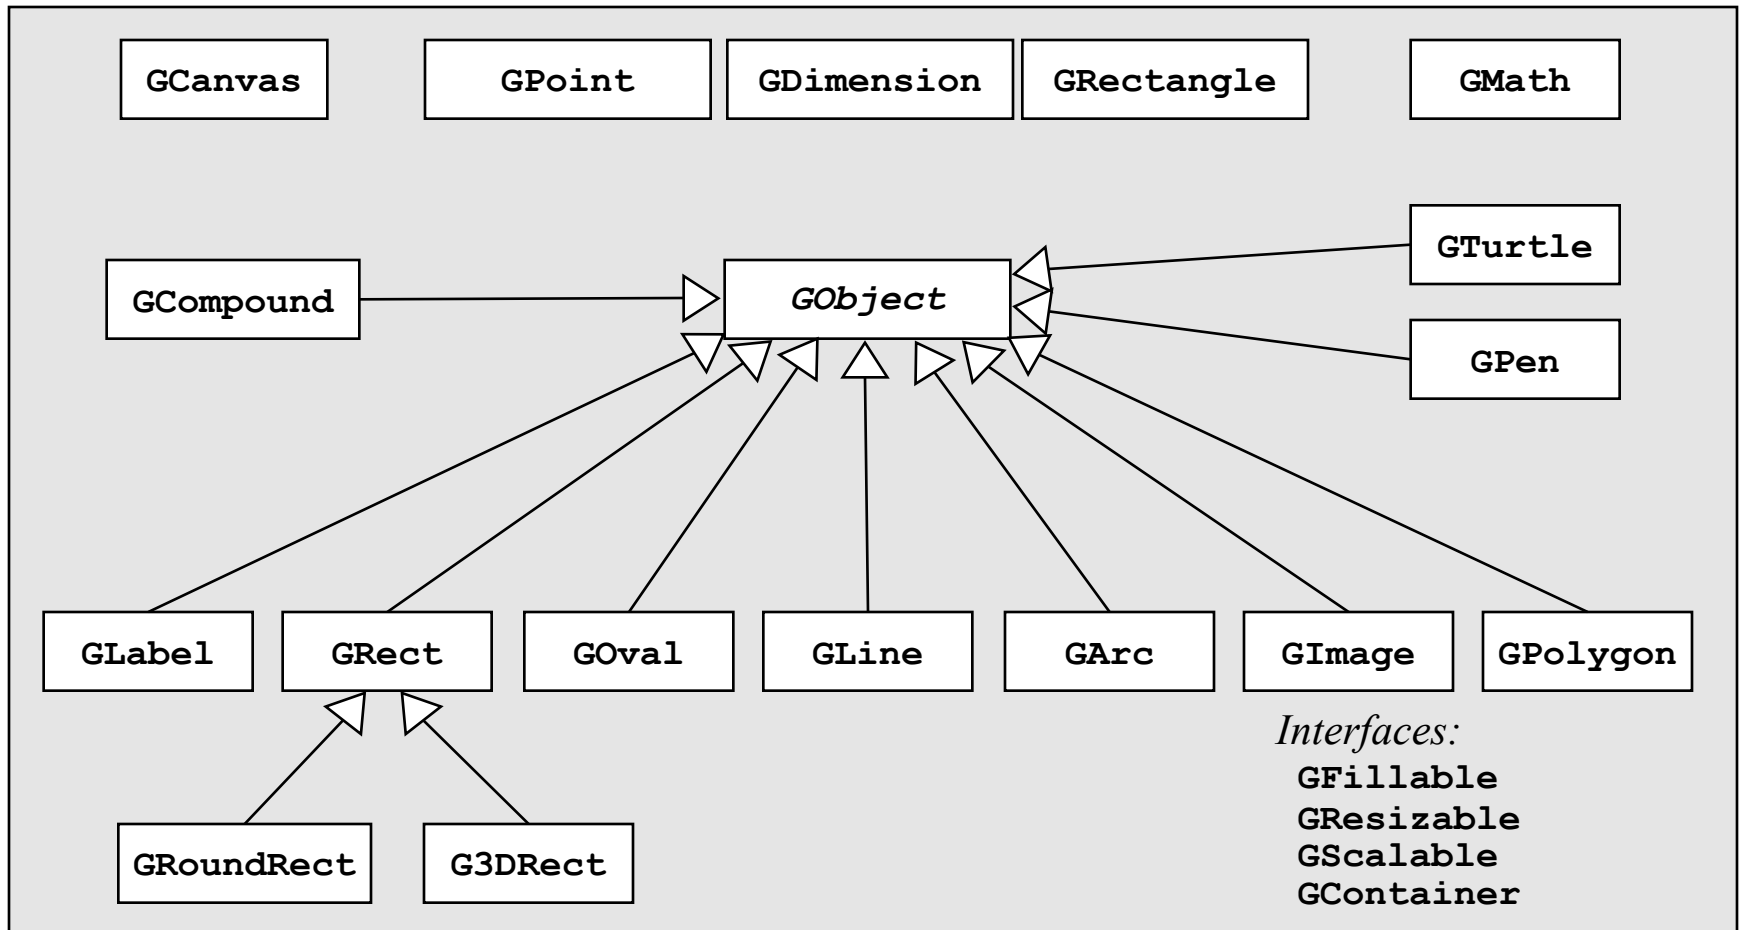 GCanvas
GPoint
GDimension
GRectangle
GMath
GTurtle
GCompound
GObject
GPen
GLabel
GRect
GOval
GLine
GArc
GImage
GPolygon
Interfaces:
GFillable
GResizable
GScalable
GContainer
GRoundRect
G3DRect